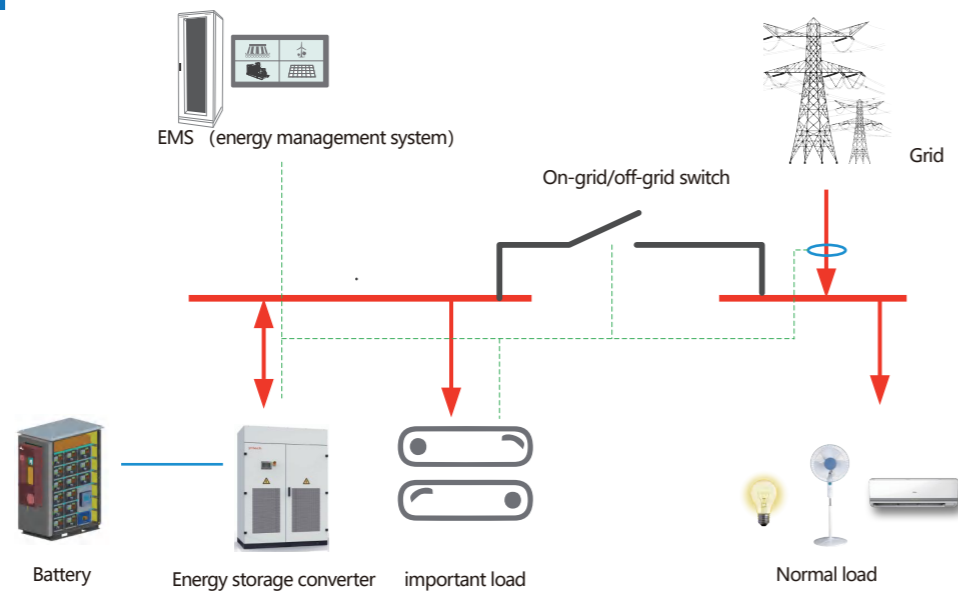 EMS （energy management system）
Grid
On-grid/off-grid switch
Battery
Energy storage converter
important load
Normal load